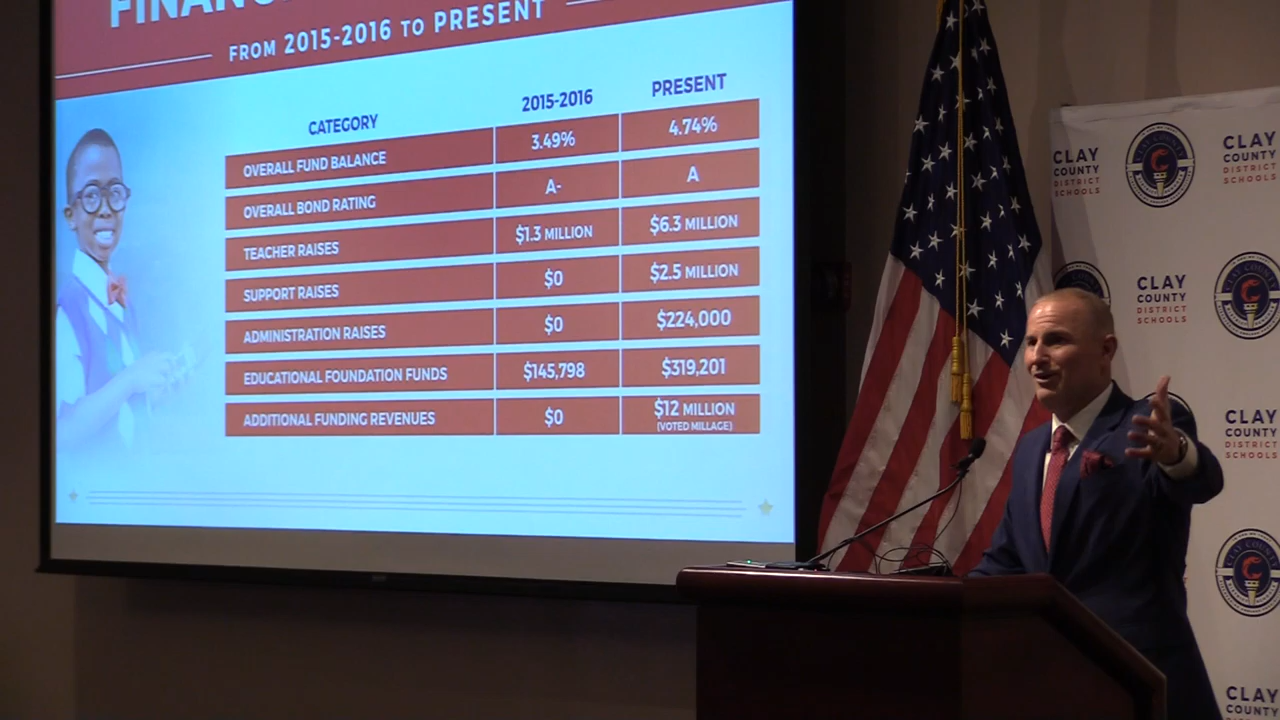 FROM 2015-2016 TO PRESENT
CATEGORY 2015-2016 PRESENT
OVERALL FUND BALANCE 3.49% 4.74%
OVERALL BOND RATING A- A
TEACHER RAISES $1.3 MILLION $6.3 MILLION
SUPPORT RAISES $0 $2.5 MILLION
ADMINISTRATION RAISES $0 $224,000
EDUCATIONAL FOUNDATION FUNDS $145,798 $319,201
ADDITIONAL FUNDING REVENUES $0 $12 MILLION
(VOTED MILLAGE)
CLAY
COUNTY
DISTRICT
SCHOOLS
CLAY
COUNTY
DISTRICT
SCHOOLS
CLAY
COUNTY
DISTRICT
SCHOOLS
CLAY
COUNTY
DISTRICT
SCHOOLS
CLAY
COUNTY